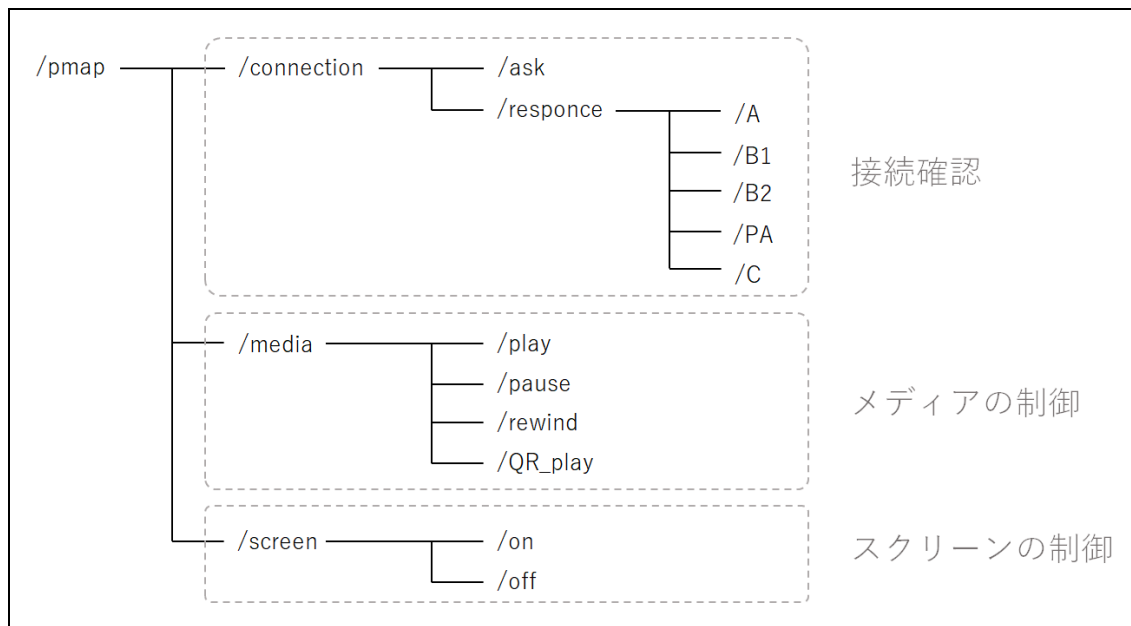 /pmap
/connection
/ask
/responce
/A
/B1
/B2
/PA
/C
接続確認
/media
/play
/pause
/rewind
/QR_play
メディアの制御
/screen
/on
/off
スクリーンの制御